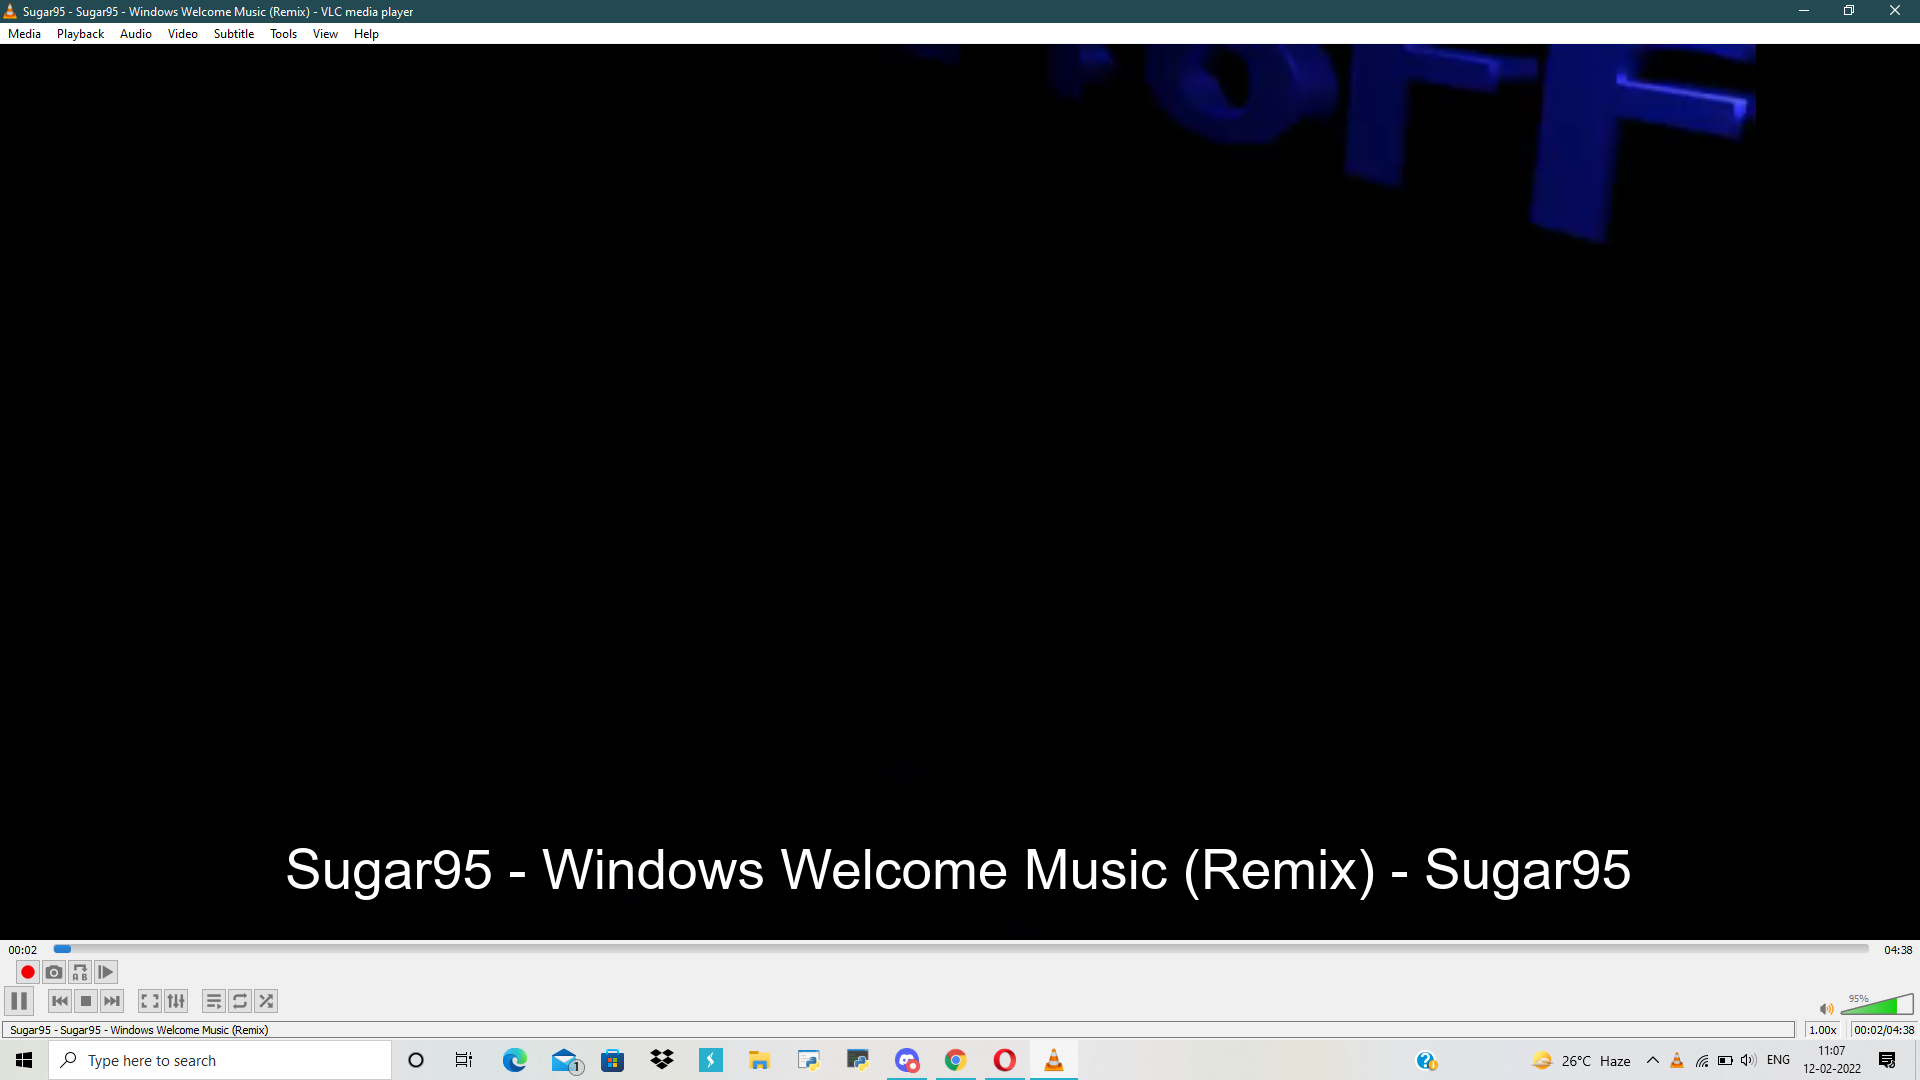 Sugar95 - Sugar95 - Windows Welcome Music (Remix) - VLC media player
Media Playback Audio Video Subtitle Tools View Help
OFF
Sugar95 - Windows Welcome Music (Remix) - Sugar95
00:02 04:38
A B
95%
Sugar95 - Sugar95 - Windows Welcome Music (Remix) 1.00x 00:02/04:38
Type here to search 1 26°C Haze ENG 11:07
12-02-2022